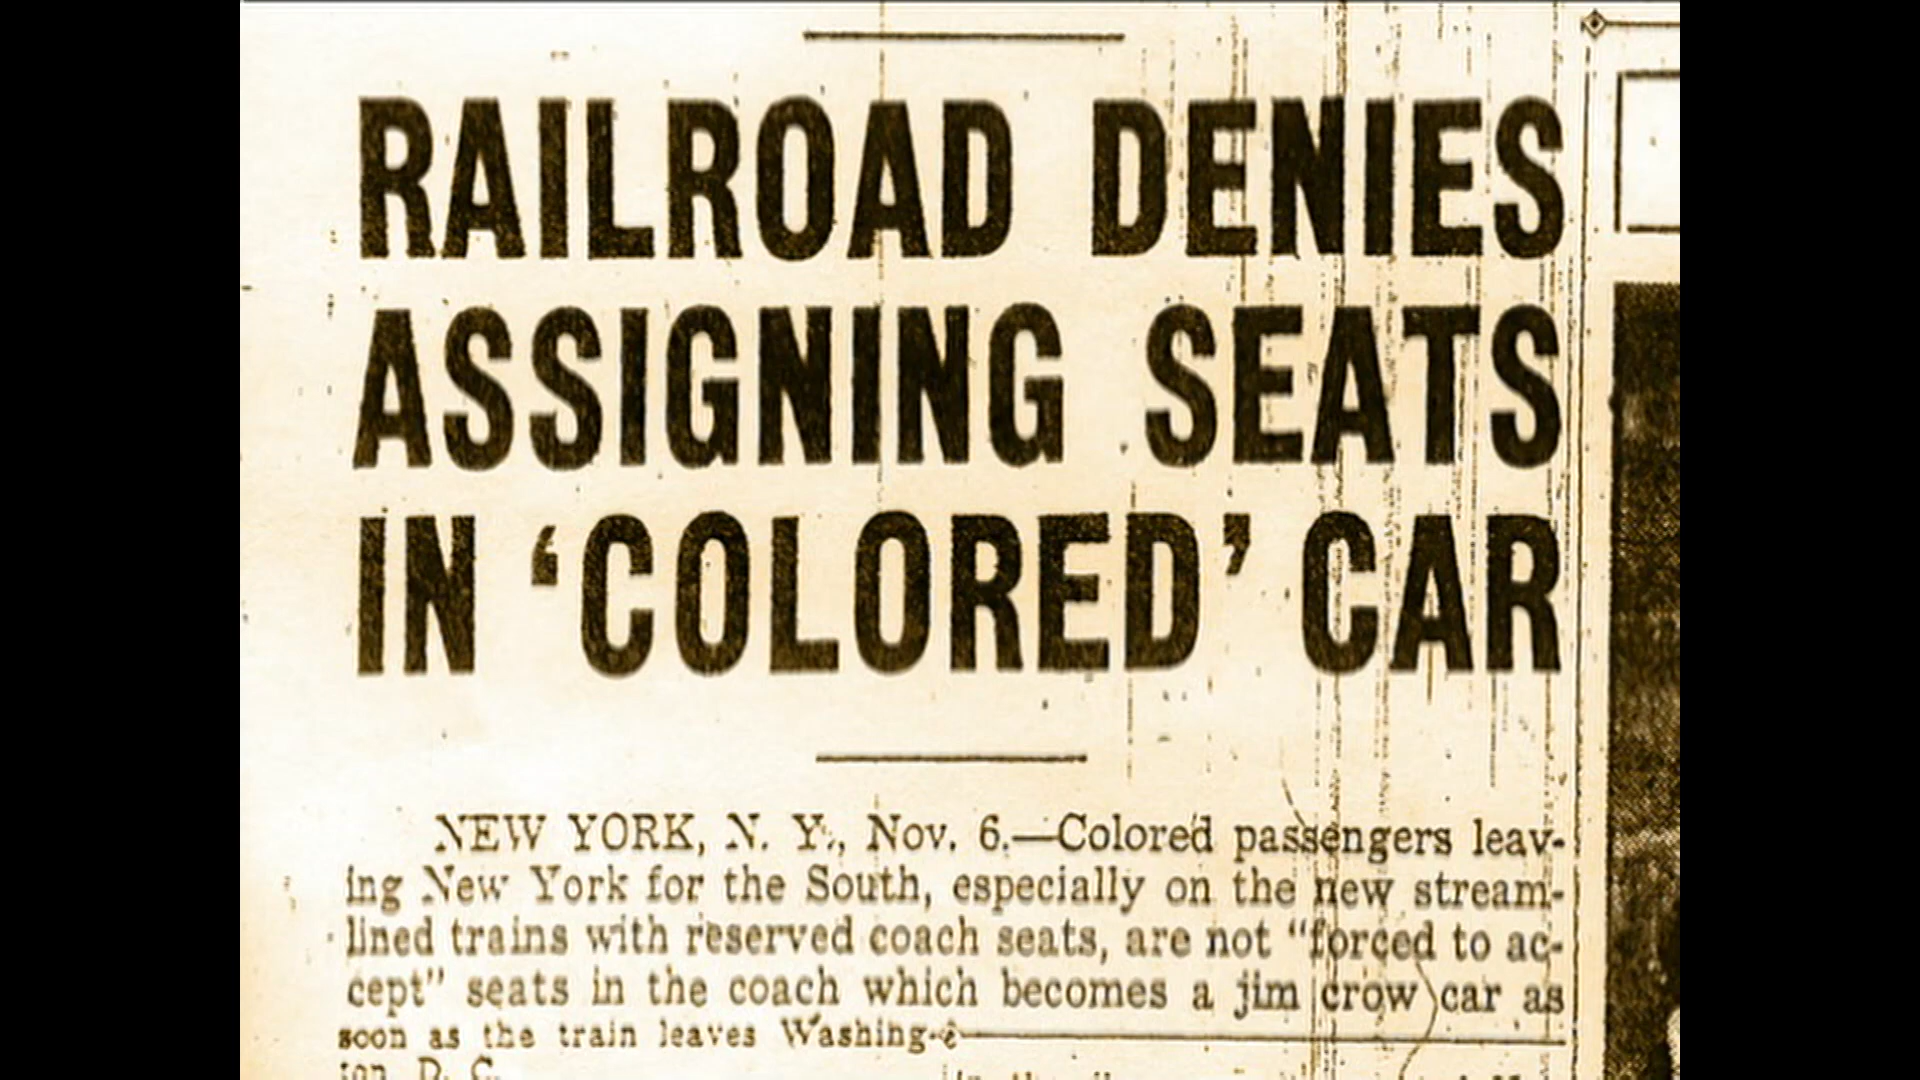 RAILROAD DENIES
ASSIGNING SEATS
IN ‘COLORED’ CAR
NEW YORK, N. Y., Nov. 6.—Colored passengers leav-
ing New York for the South, especially on the new stream-
lined trains with reserved coach seats, are not “forced to ac-
cept” seats in the coach which becomes a jim crow car as
soon as the train leaves Washing-
ton, D. C.